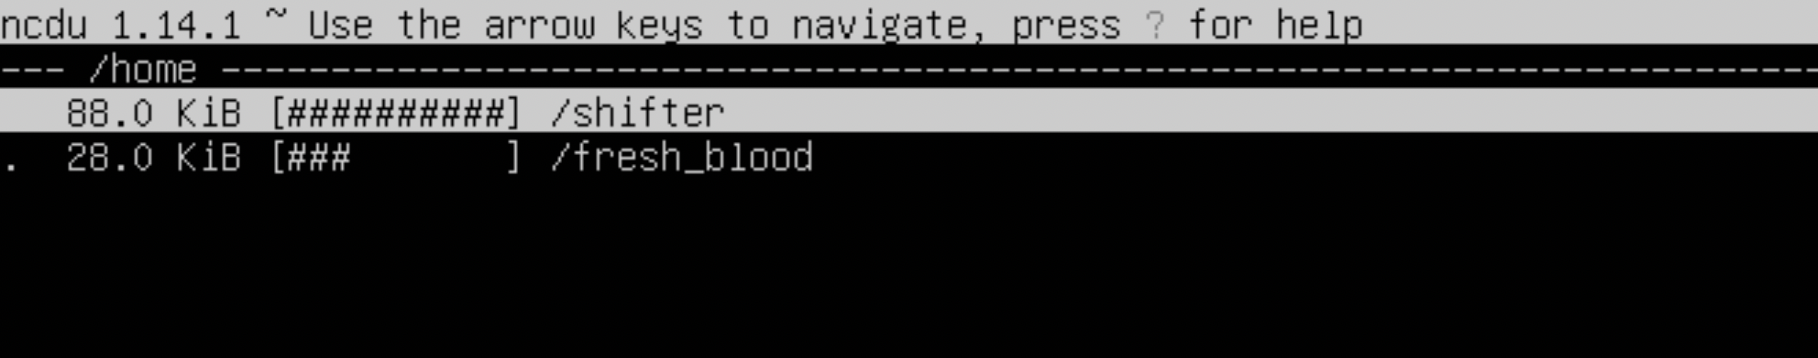 ncdu 1.14.1 ~ Use the arrow keys to navigate, press ? for help
--- /home -------------------------------------------------------------------------
   88.0 KiB [##########] /shifter
.  28.0 KiB [###       ] /fresh_blood